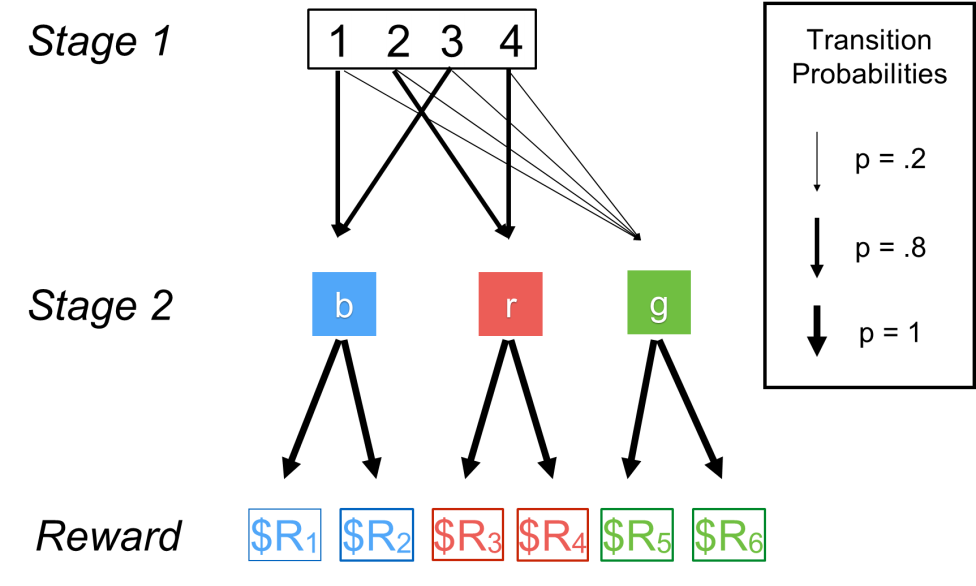 Stage 1
1 2 3 4
Transition
Probabilities
p = .2
p = .8
p = 1
Stage 2
b r g
Reward
$R1 $R2 $R3 $R4 $R5 $R6